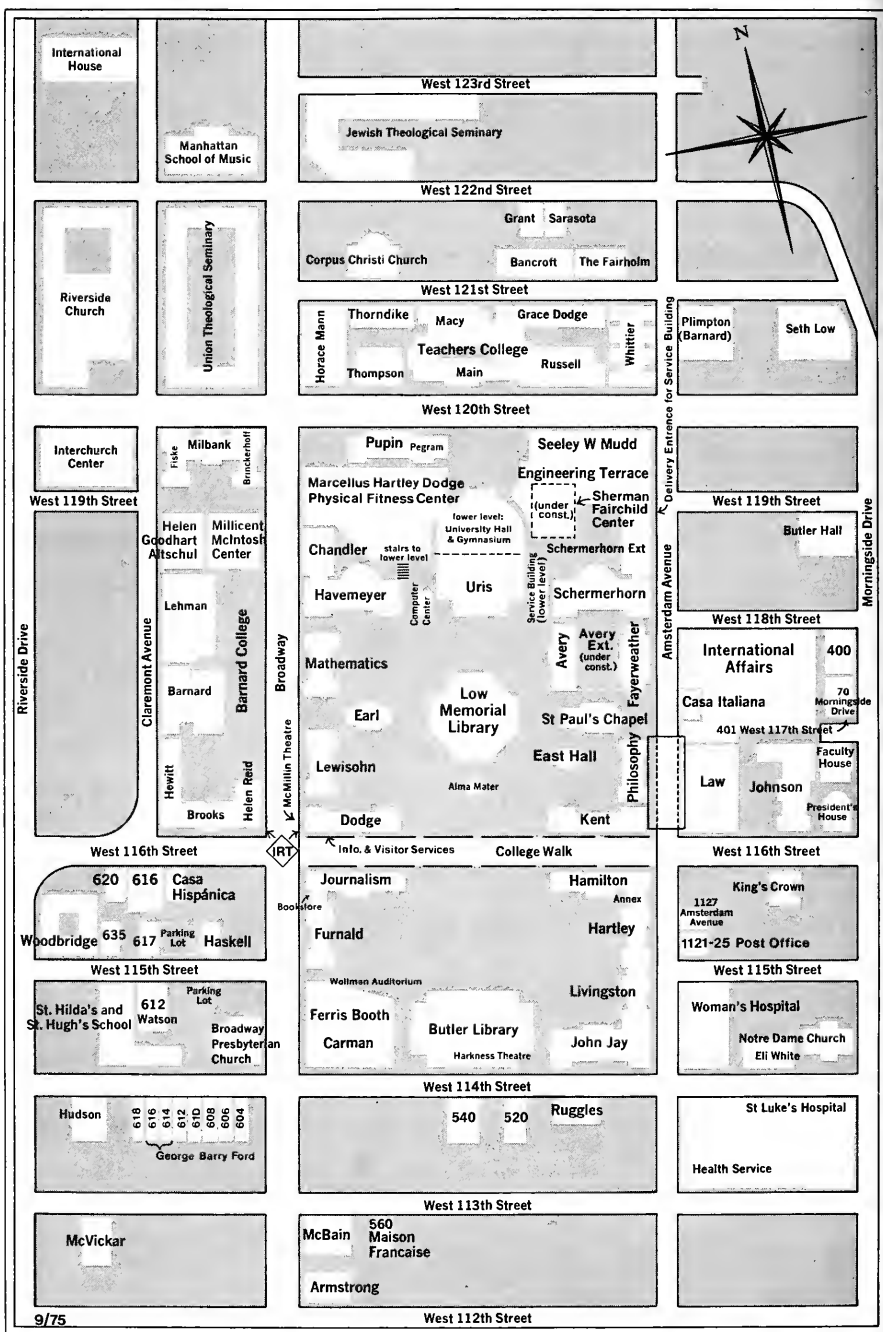 N
International
House
West 123rd Street
Manhattan
School of Music
Jewish Theological Seminary
West 122nd Street
Riverside
Church
Union Theological Seminary
Corpus Christi Church
Grant
Sarasota
Bancroft
The Fairholm
West 121st Street
Horace Mann
Thorndike
Macy
Grace Dodge
Teachers College
Thompson
Main
Russell
Whittier
Plimpton
(Barnard)
Seth Low
West 120th Street
Delivery Entrance for Service Building
Interchurch
Center
Fiske
Milbank
Brinckerhoff
Pupin
Pegram
Seeley W Mudd
Marcellus Hartley Dodge
Physical Fitness Center
Engineering Terrace
(under
const.)
Sherman
Fairchild
Center
West 119th Street
West 119th Street
lower level:
University Hall
& Gymnasium
Helen
Goodhart
Altschul
Millicent
McIntosh
Center
Chandler
stairs to
lower level
Schermerhorn Ext
Butler Hall
Havemeyer
Computer
Center
Uris
Service Building
(lower level)
Schermerhorn
Lehman
West 118th Street
Riverside Drive
Claremont Avenue
Barnard College
Broadway
Amsterdam Avenue
Morningside Drive
Mathematics
Avery
Avery
Ext.
(under
const.)
Fayerweather
International
Affairs
400
Barnard
Earl
Low
Memorial
Library
St Paul's Chapel
Casa Italiana
70
Morningside
Drive
401 West 117th Street
McMillin Theatre
Lewisohn
Alma Mater
East Hall
Philosophy
Law
Johnson
Faculty
House
President's
House
Hewitt
Brooks
Helen Reid
Dodge
Kent
West 116th Street
IRT
Info. & Visitor Services
College Walk
West 116th Street
620
616
Casa
Hispánica
Woodbridge
635
617
Parking
Lot
Haskell
Journalism
Bookstore
Furnald
Hamilton
Annex
Hartley
King's Crown
1127
Amsterdam
Avenue
1121-25 Post Office
West 115th Street
West 115th Street
St. Hilda's and
St. Hugh's School
612
Watson
Parking
Lot
Broadway
Presbyterian
Church
Wollman Auditorium
Ferris Booth
Carman
Butler Library
Harkness Theatre
Livingston
John Jay
Woman's Hospital
Notre Dame Church
Eli White
West 114th Street
Hudson
618
616
614
612
610
608
606
604
George Barry Ford
540
520
Ruggles
St Luke's Hospital
Health Service
West 113th Street
McVickar
McBain
560
Maison
Francaise
Armstrong
9/75
West 112th Street